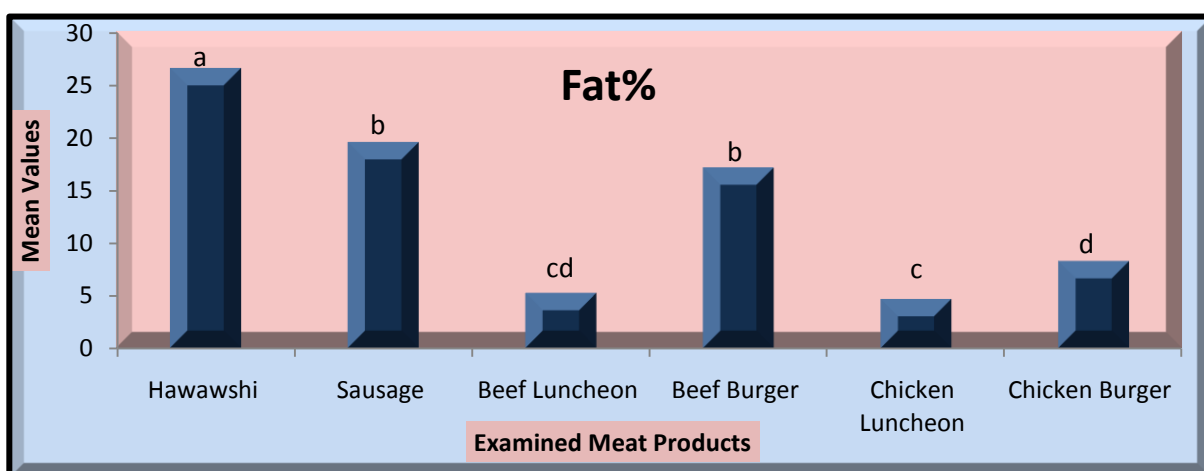 Fat%
Mean Values
30
25
20
15
10
5
0
a
b
cd
b
c
d
Hawawshi
Sausage
Beef Luncheon
Beef Burger
Chicken
Luncheon
Chicken Burger
Examined Meat Products